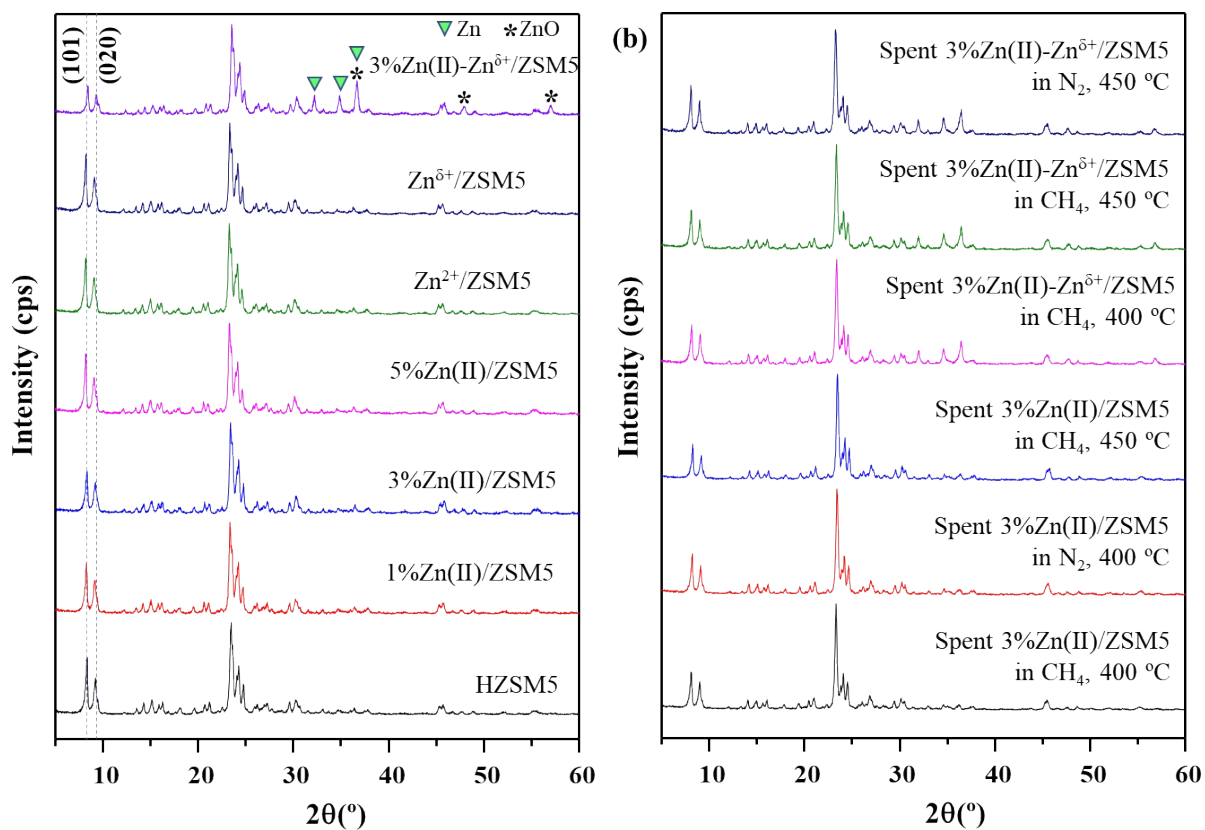 Zn *ZnO
(101)
(020)
3%Zn(II)-Znᵟ⁺/ZSM5
Znᵟ⁺/ZSM5
Zn²⁺/ZSM5
5%Zn(II)/ZSM5
3%Zn(II)/ZSM5
1%Zn(II)/ZSM5
HZSM5
Intensity (cps)
10 20 30 40 50 60
2θ(º)
(b)
Spent 3%Zn(II)-Znᵟ⁺/ZSM5
in N₂, 450 ºC
Spent 3%Zn(II)-Znᵟ⁺/ZSM5
in CH₄, 450 ºC
Spent 3%Zn(II)-Znᵟ⁺/ZSM5
in CH₄, 400 ºC
Spent 3%Zn(II)/ZSM5
in CH₄, 450 ºC
Spent 3%Zn(II)/ZSM5
in N₂, 400 ºC
Spent 3%Zn(II)/ZSM5
in CH₄, 400 ºC
Intensity (cps)
10 20 30 40 50 60
2θ(º)